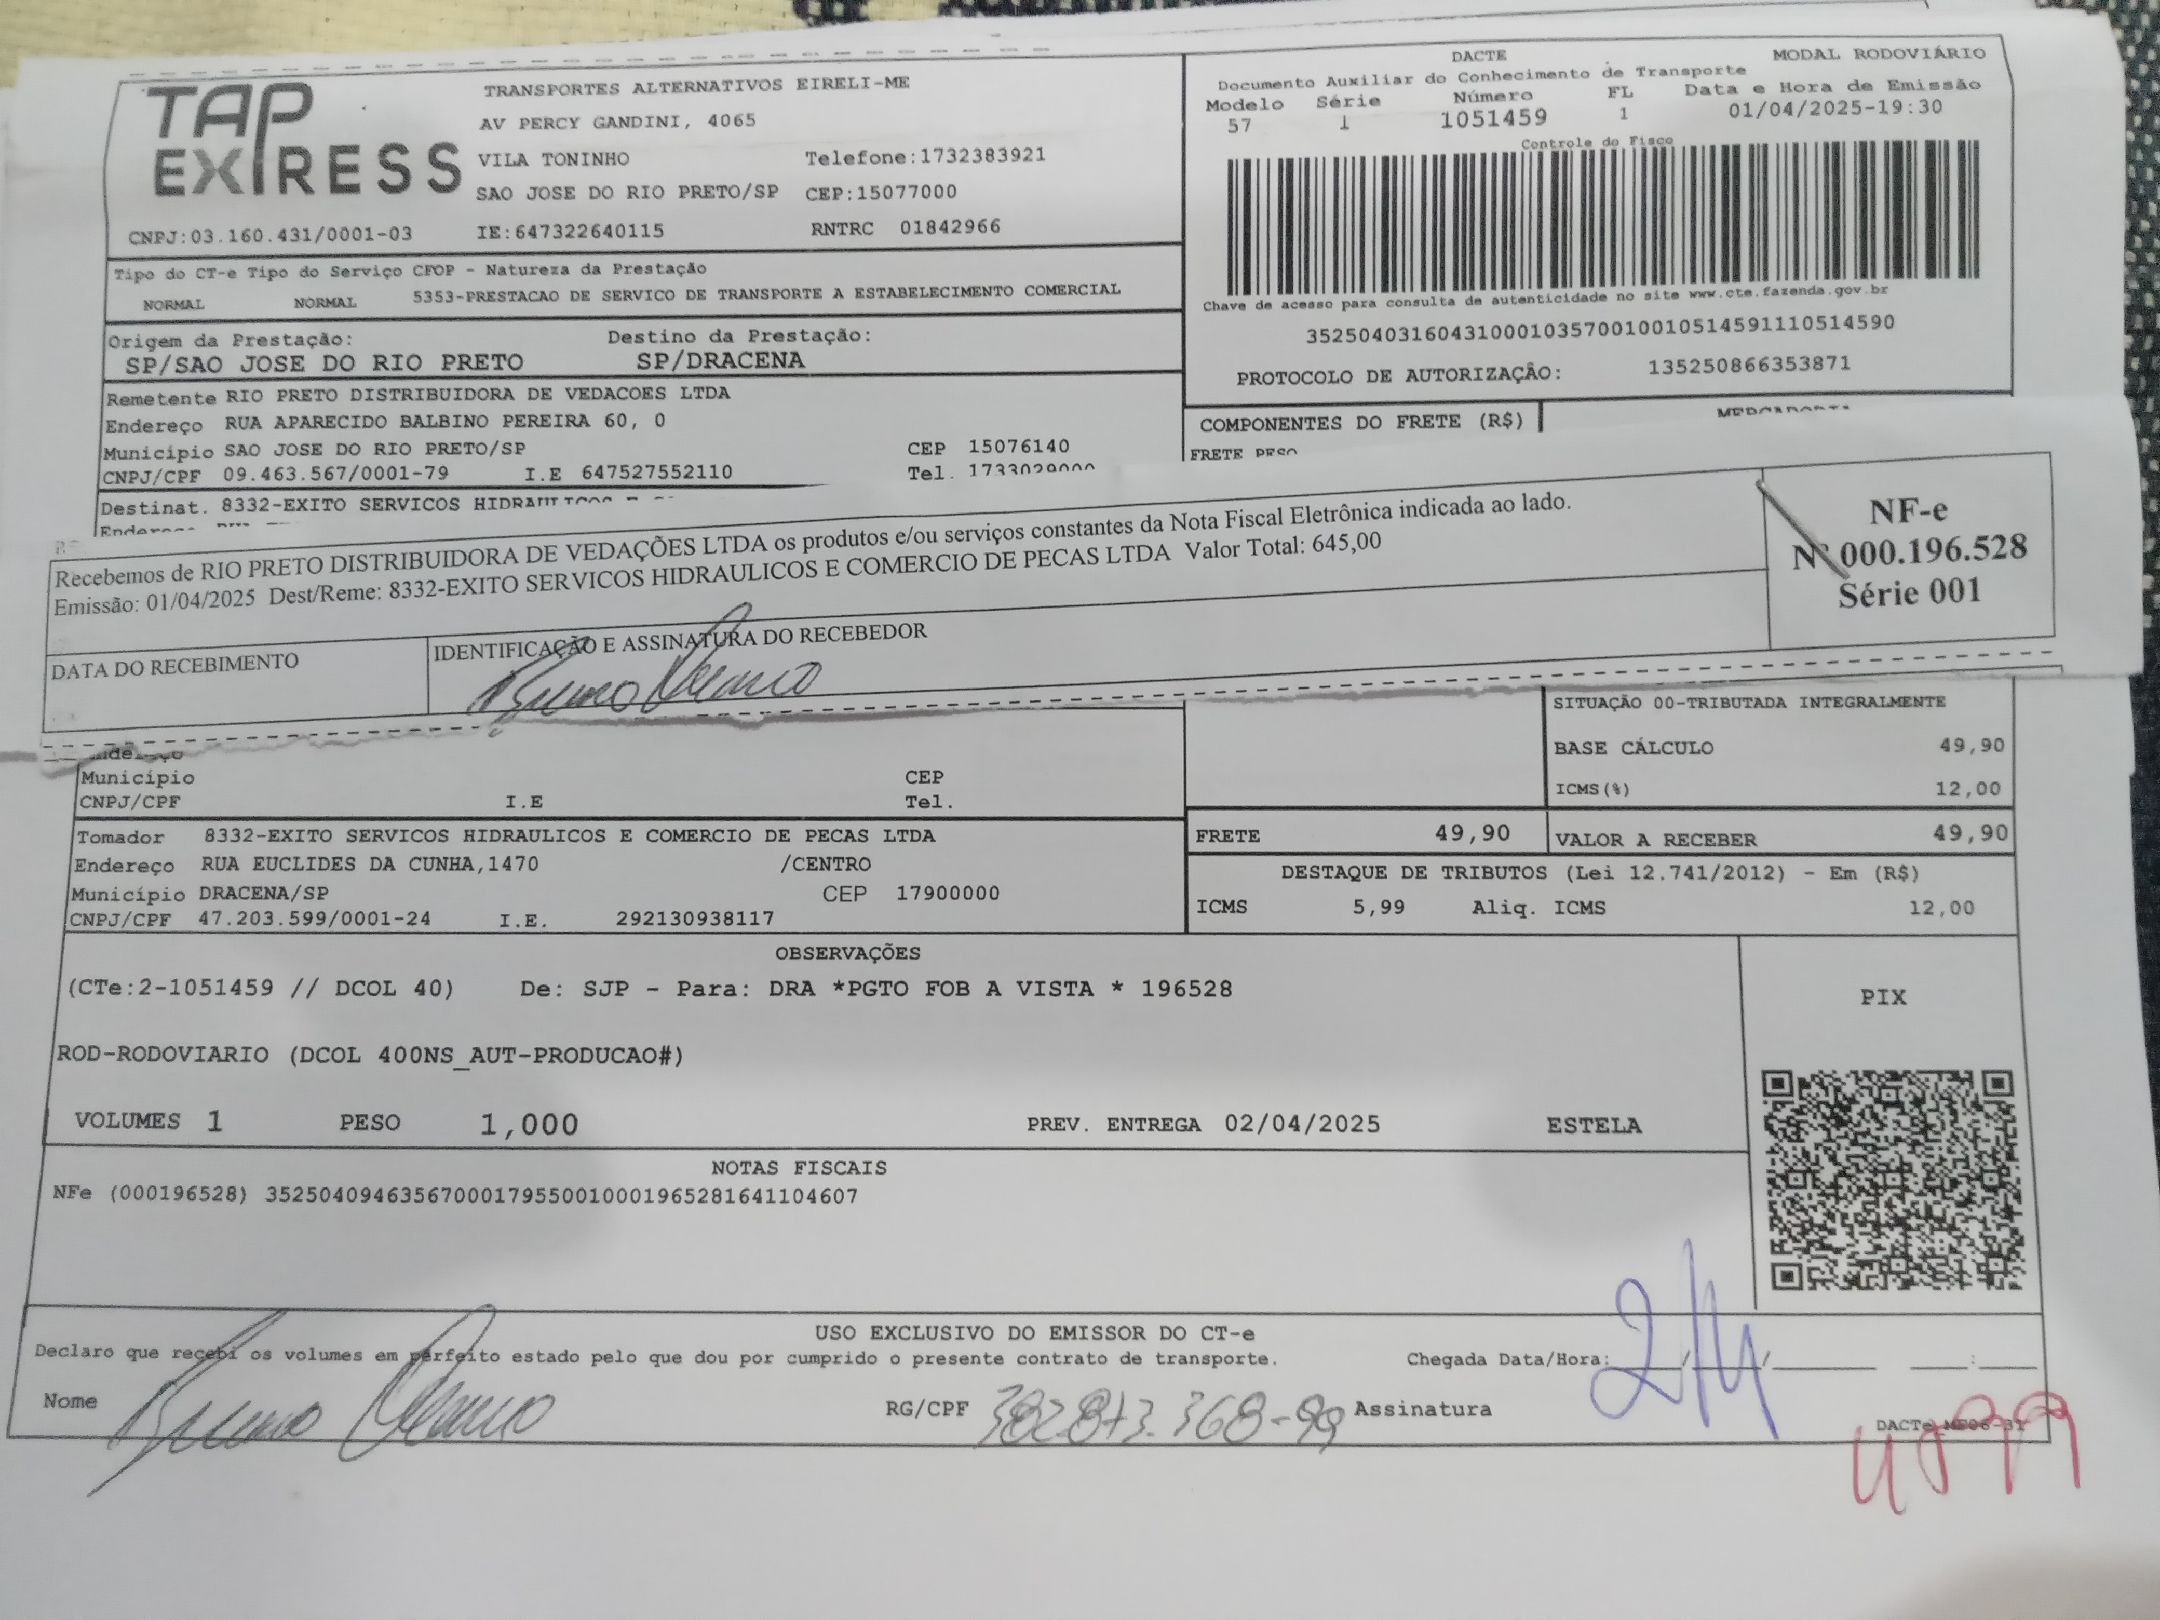 TAP EXPRESS
TRANSPORTES ALTERNATIVOS EIRELI-ME
AV PERCY GANDINI, 4065
VILA TONINHO Telefone:1732383921
SAO JOSE DO RIO PRETO/SP CEP:15077000
CNPJ:03.160.431/0001-03 IE:647322640115 RNTRC 01842966
Tipo do CT-e Tipo do Serviço CFOP - Natureza da Prestação
NORMAL NORMAL 5353-PRESTACAO DE SERVICO DE TRANSPORTE A ESTABELECIMENTO COMERCIAL
Origem da Prestação: Destino da Prestação:
SP/SAO JOSE DO RIO PRETO SP/DRACENA
Remetente RIO PRETO DISTRIBUIDORA DE VEDACOES LTDA
Endereço RUA APARECIDO BALBINO PEREIRA 60, 0
Município SAO JOSE DO RIO PRETO/SP CEP 15076140
CNPJ/CPF 09.463.567/0001-79 I.E 647527552110 Tel. 1733029000
Destinat. 8332-EXITO SERVICOS
DACTE MODAL RODOVIÁRIO
Documento Auxiliar do Conhecimento de Transporte
Modelo Série Número FL Data e Hora de Emissão
57 1 1051459 1 01/04/2025-19:30
Controle do Fisco
Chave de acesso para consulta de autenticidade no site www.cte.fazenda.gov.br
35250403160431000103570010010514591110514590
PROTOCOLO DE AUTORIZAÇÃO: 135250866353871
COMPONENTES DO FRETE (R$)
FRETE PESO
Recebemos de RIO PRETO DISTRIBUIDORA DE VEDAÇÕES LTDA os produtos e/ou serviços constantes da Nota Fiscal Eletrônica indicada ao lado.
Emissão: 01/04/2025 Dest/Reme: 8332-EXITO SERVICOS HIDRAULICOS E COMERCIO DE PECAS LTDA Valor Total: 645,00
NF-e
Nº 000.196.528
Série 001
DATA DO RECEBIMENTO IDENTIFICAÇÃO E ASSINATURA DO RECEBEDOR
Bruno
Município CEP
CNPJ/CPF I.E Tel.
SITUAÇÃO 00-TRIBUTADA INTEGRALMENTE
BASE CÁLCULO 49,90
ICMS(%) 12,00
Tomador 8332-EXITO SERVICOS HIDRAULICOS E COMERCIO DE PECAS LTDA
Endereço RUA EUCLIDES DA CUNHA,1470 /CENTRO
Município DRACENA/SP CEP 17900000
CNPJ/CPF 47.203.599/0001-24 I.E. 292130938117
FRETE 49,90 VALOR A RECEBER 49,90
DESTAQUE DE TRIBUTOS (Lei 12.741/2012) - Em (R$)
ICMS 5,99 Aliq. ICMS 12,00
OBSERVAÇÕES
(CTe:2-1051459 // DCOL 40) De: SJP - Para: DRA *PGTO FOB A VISTA * 196528
PIX
ROD-RODOVIARIO (DCOL 400NS_AUT-PRODUCAO#)
VOLUMES 1 PESO 1,000 PREV. ENTREGA 02/04/2025 ESTELA
NOTAS FISCAIS
NFe (000196528) 35250409463567000179550010001965281641104607
USO EXCLUSIVO DO EMISSOR DO CT-e
Declaro que recebi os volumes em perfeito estado pelo que dou por cumprido o presente contrato de transporte. Chegada Data/Hora: 2/4
Nome Bruno RG/CPF Assinatura